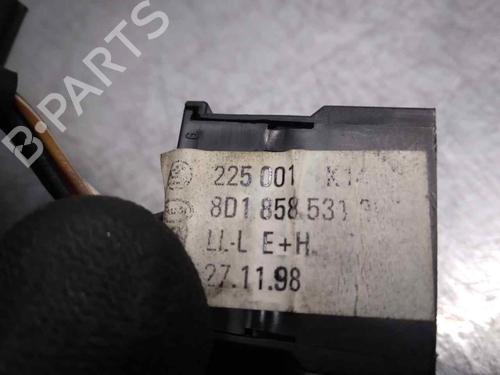 B·PARTS
225 001
8D1 858 531
LL-L E+H
27.11.98